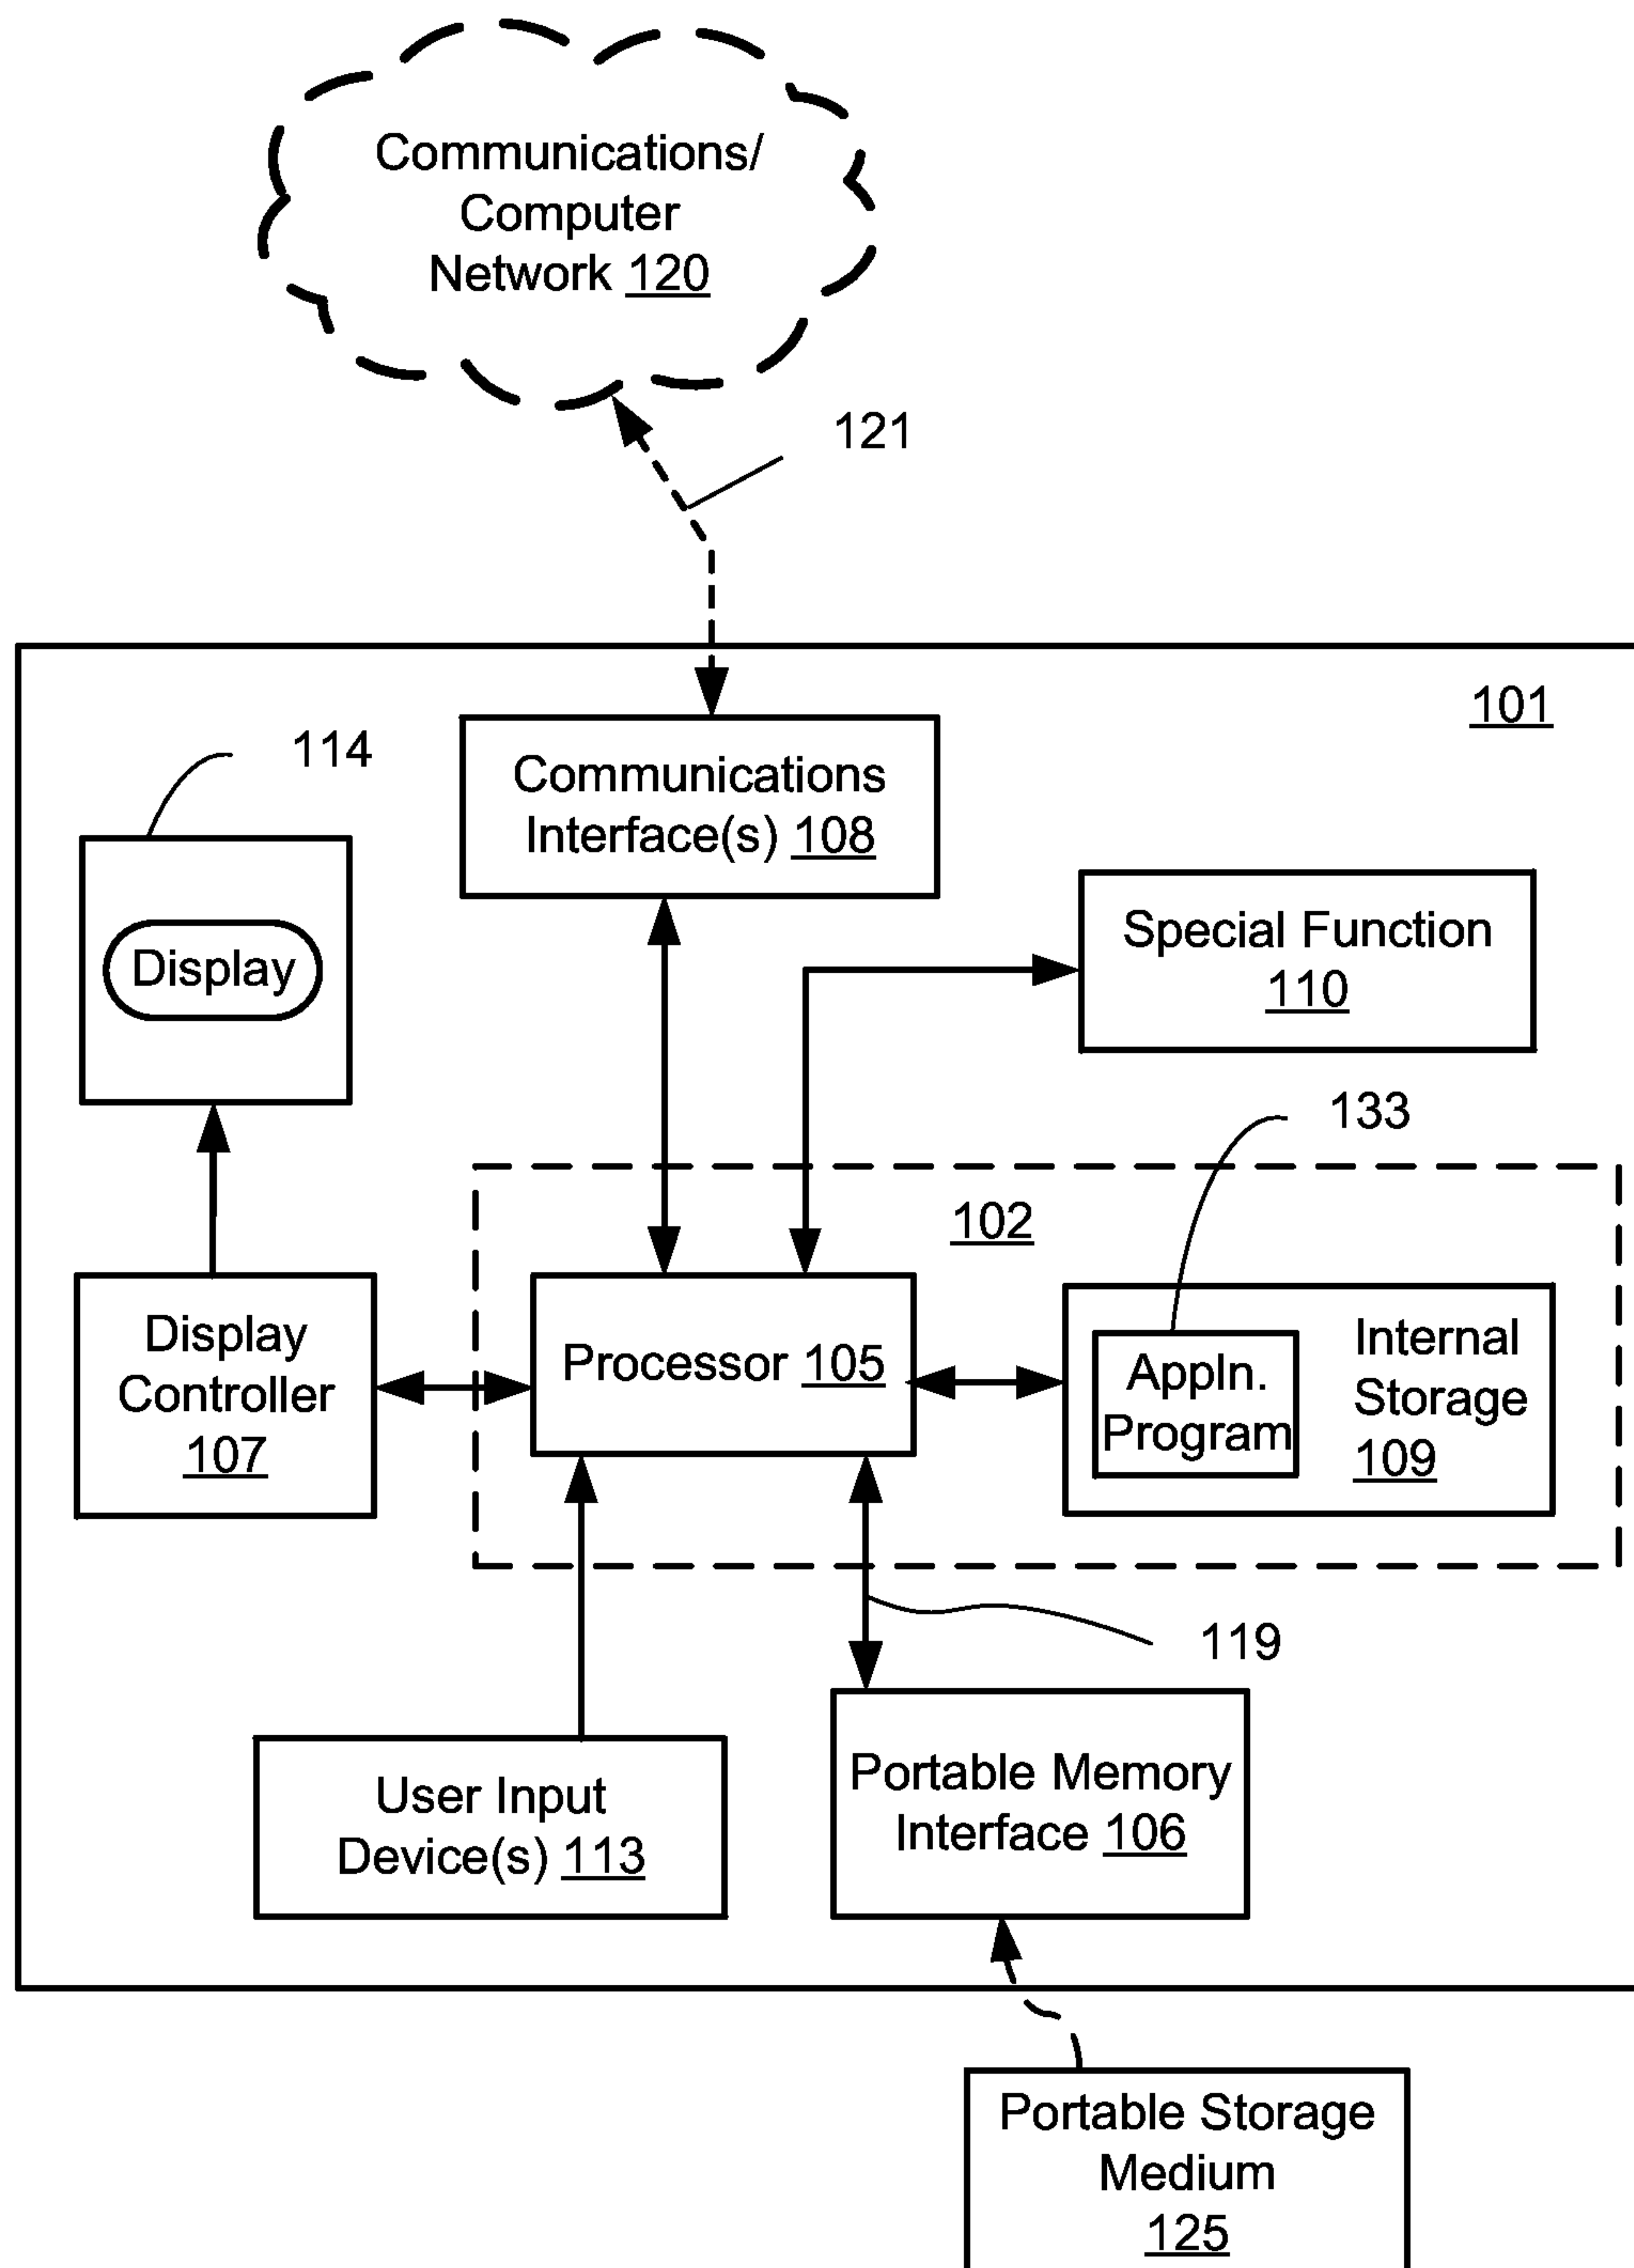 Communications/
Computer
Network 120
121
101
114
Communications
Interface(s) 108
Display
Special Function
110
133
102
Display
Controller
107
Processor 105
Appln.
Program
Internal
Storage
109
119
User Input
Device(s) 113
Portable Memory
Interface 106
Portable Storage
Medium
125